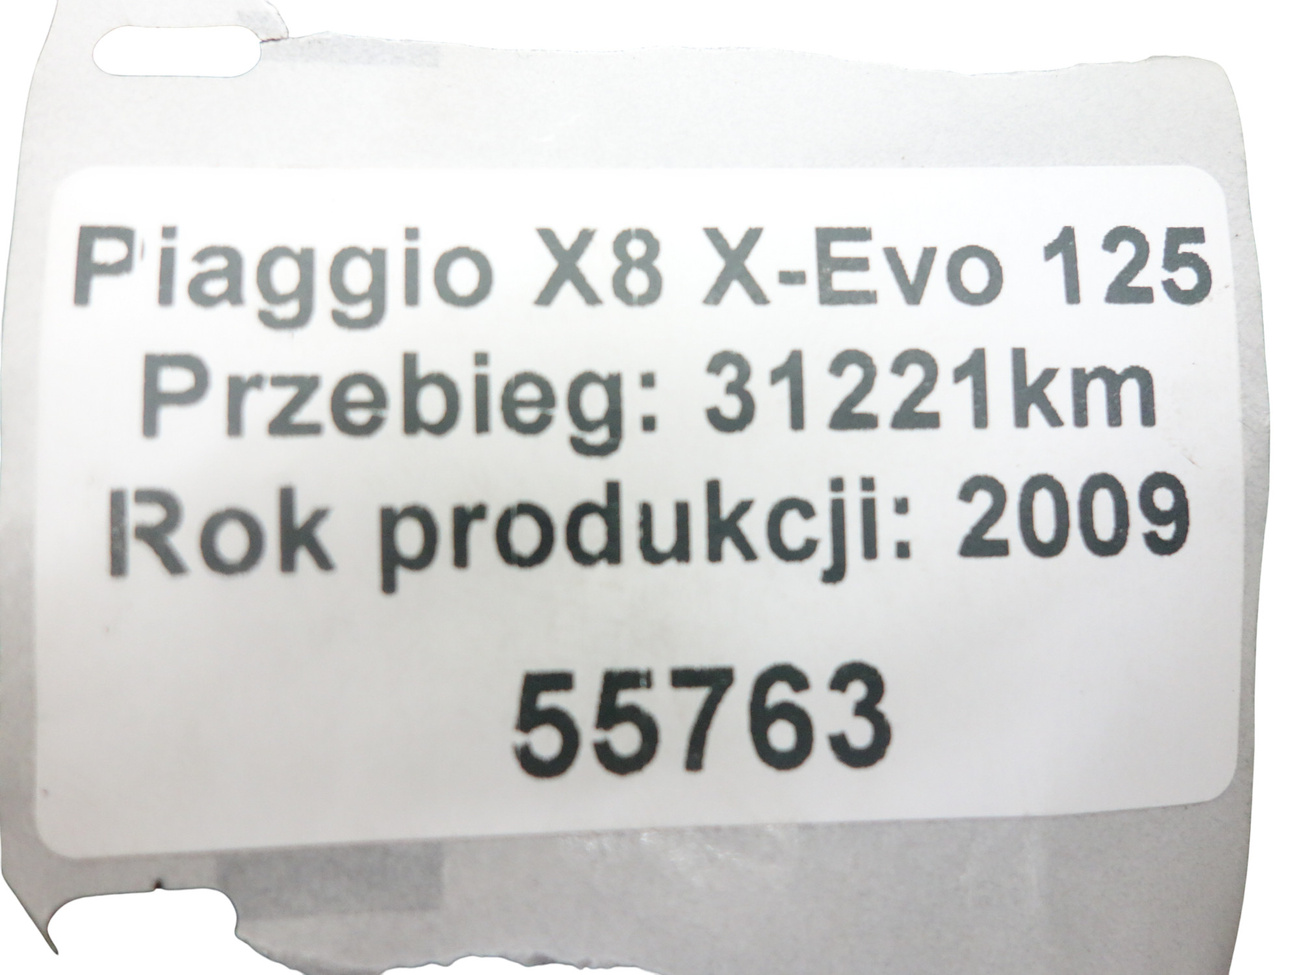 Piaggio X8 X-Evo 125
Przebieg: 31221km
Rok produkcji: 2009
55763